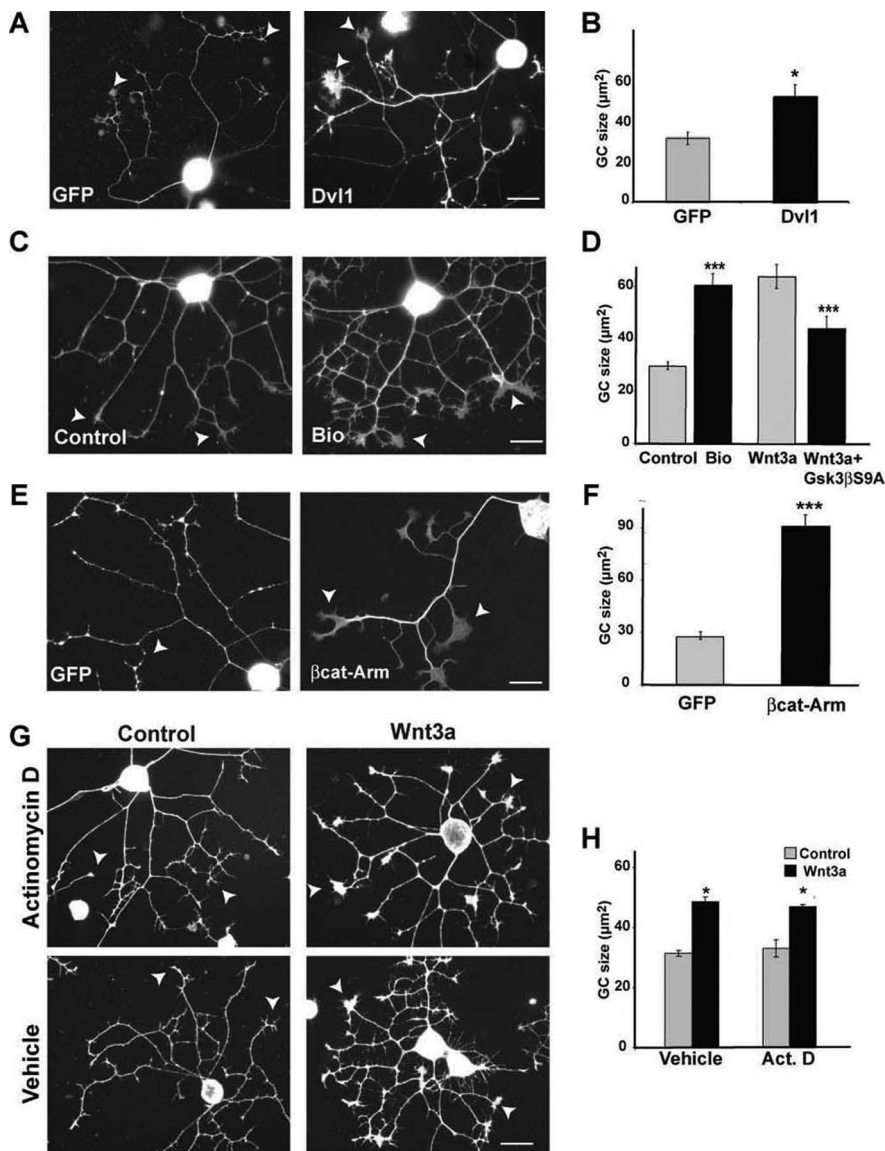 A
GFP
Dvl1
B
GC size (µm²)
60
40
20
0
*
GFP
Dvl1
C
Control
Bio
D
GC size (µm²)
60
40
20
0
***
***
Control Bio
Wnt3a
Wnt3a+
Gsk3βS9A
E
GFP
βcat-Arm
F
GC size (µm²)
90
60
30
0
***
GFP
βcat-Arm
G
Control
Wnt3a
Actinomycin D
Vehicle
H
Control
Wnt3a
GC size (µm²)
60
40
20
0
*
*
Vehicle
Act. D